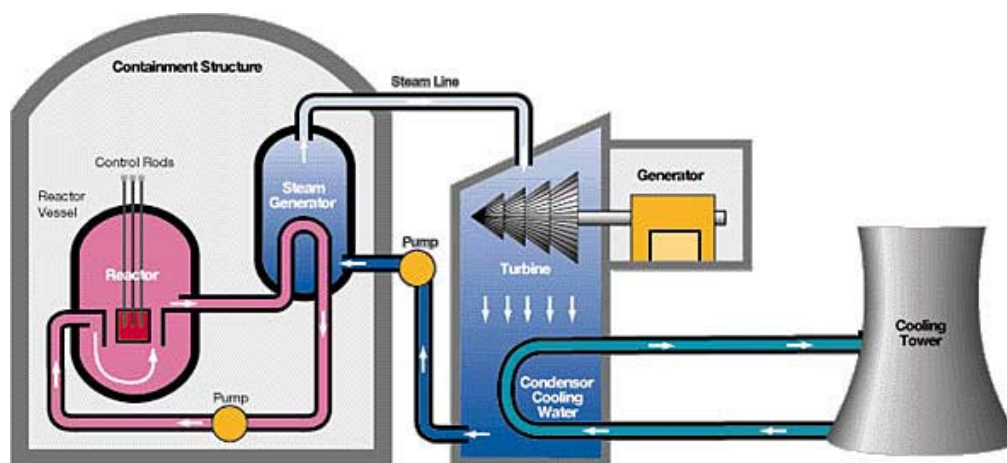 Containment Structure
Steam Line
Control Rods
Reactor
Vessel
Steam
Generator
Generator
Pump
Reactor
Turbine
Cooling
Tower
Condensor
Cooling
Water
Pump